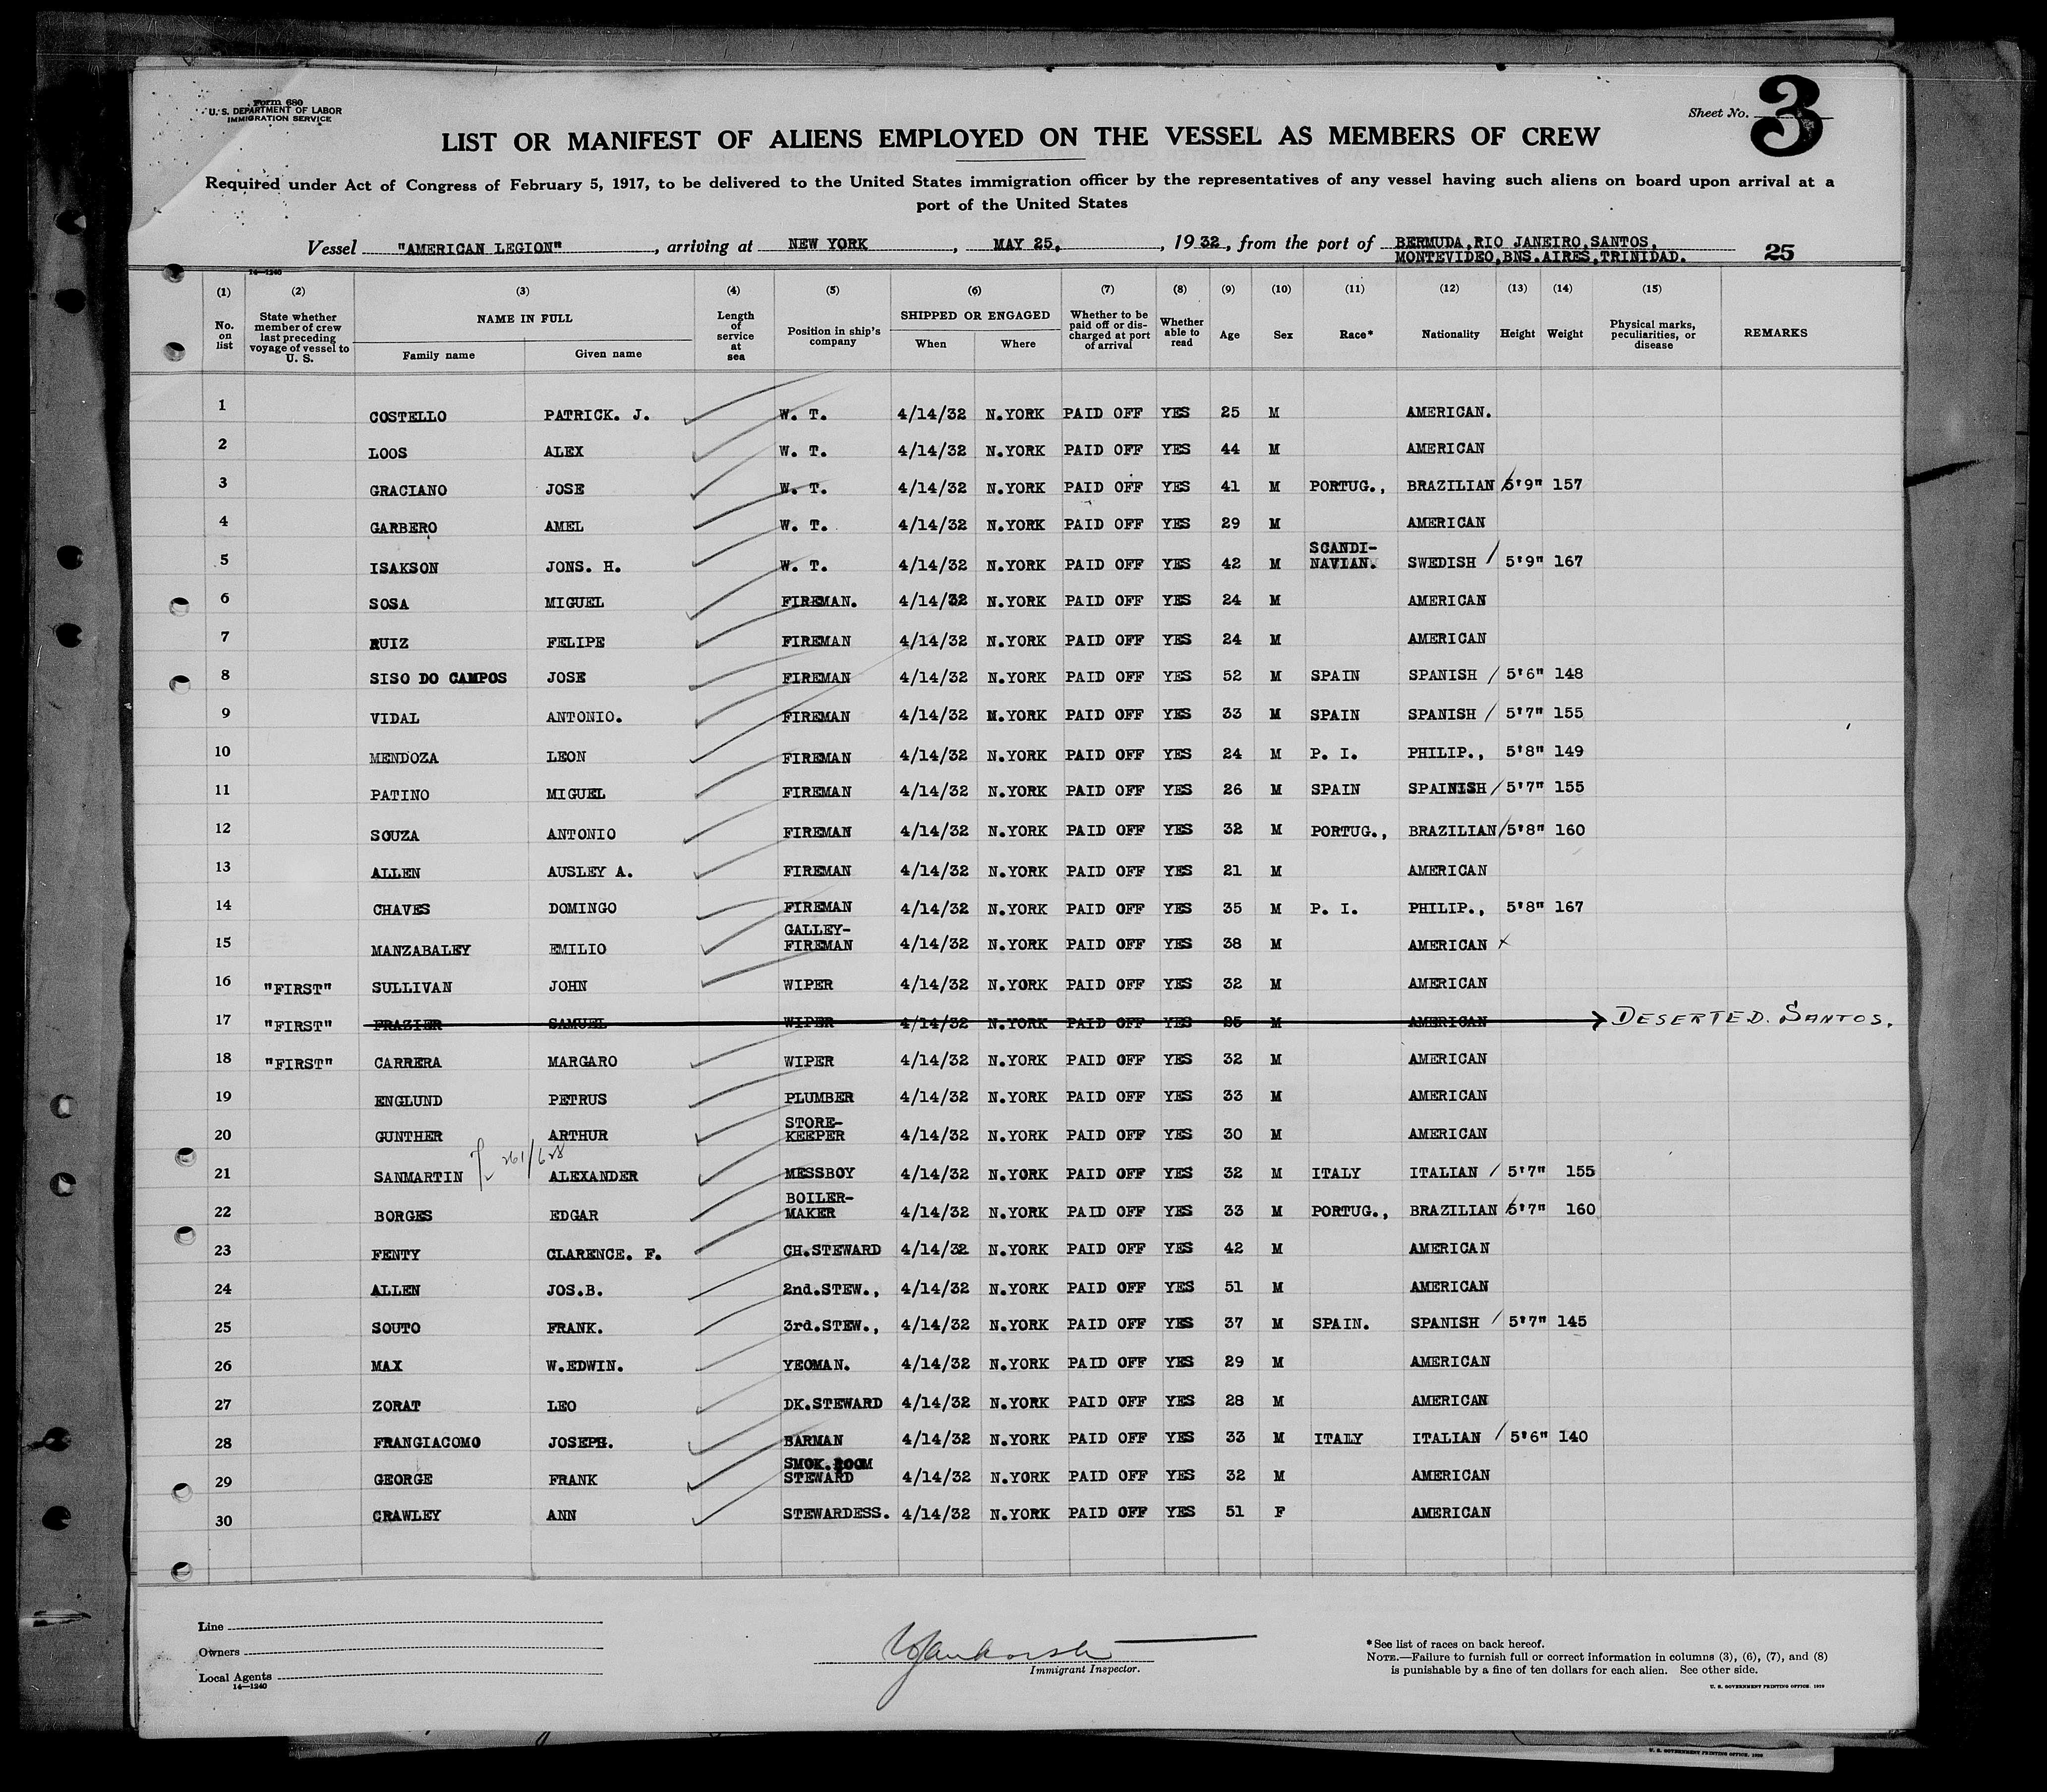 Form 680
U. S. DEPARTMENT OF LABOR
IMMIGRATION SERVICE
Sheet No. 3
LIST OR MANIFEST OF ALIENS EMPLOYED ON THE VESSEL AS MEMBERS OF CREW
Required under Act of Congress of February 5, 1917, to be delivered to the United States immigration officer by the representatives of any vessel having such aliens on board upon arrival at a
port of the United States
Vessel "AMERICAN LEGION", arriving at NEW YORK, MAY 25, 1932, from the port of BERMUDA,RIO JANEIRO,SANTOS,
MONTEVIDEO,BNS.AIRES,TRINIDAD. 25
14—1240
(1) (2) (3) (4) (5) (6) (7) (8) (9) (10) (11) (12) (13) (14) (15)
No. on list State whether member of crew last preceding voyage of vessel to U. S. NAME IN FULL Family name Given name Length of service at sea Position in ship's company SHIPPED OR ENGAGED When Where Whether to be paid off or discharged at port of arrival Whether able to read Age Sex Race* Nationality Height Weight Physical marks, peculiarities, or disease REMARKS
1 COSTELLO PATRICK. J. W. T. 4/14/32 N.YORK PAID OFF YES 25 M AMERICAN.
2 LOOS ALEX W. T. 4/14/32 N.YORK PAID OFF YES 44 M AMERICAN
3 GRACIANO JOSE W. T. 4/14/32 N.YORK PAID OFF YES 41 M PORTUG., BRAZILIAN 5'9" 157
4 GARBERO AMEL W. T. 4/14/32 N.YORK PAID OFF YES 29 M AMERICAN
5 ISAKSON JONS. H. W. T. 4/14/32 N.YORK PAID OFF YES 42 M SCANDI-NAVIAN. SWEDISH 5'9" 167
6 SOSA MIGUEL FIREMAN. 4/14/32 N.YORK PAID OFF YES 24 M AMERICAN
7 RUIZ FELIPE FIREMAN 4/14/32 N.YORK PAID OFF YES 24 M AMERICAN
8 SISO DO CAMPOS JOSE FIREMAN 4/14/32 N.YORK PAID OFF YES 52 M SPAIN SPANISH 5'6" 148
9 VIDAL ANTONIO. FIREMAN 4/14/32 N.YORK PAID OFF YES 33 M SPAIN SPANISH 5'7" 155
10 MENDOZA LEON FIREMAN 4/14/32 N.YORK PAID OFF YES 24 M P. I. PHILIP., 5'8" 149
11 PATINO MIGUEL FIREMAN 4/14/32 N.YORK PAID OFF YES 26 M SPAIN SPAINISH 5'7" 155
12 SOUZA ANTONIO FIREMAN 4/14/32 N.YORK PAID OFF YES 32 M PORTUG., BRAZILIAN 5'8" 160
13 ALLEN AUSLEY A. FIREMAN 4/14/32 N.YORK PAID OFF YES 21 M AMERICAN
14 CHAVES DOMINGO FIREMAN 4/14/32 N.YORK PAID OFF YES 35 M P. I. PHILIP., 5'8" 167
15 MANZABALEY EMILIO GALLEY-FIREMAN 4/14/32 N.YORK PAID OFF YES 38 M AMERICAN x
16 "FIRST" SULLIVAN JOHN WIPER 4/14/32 N.YORK PAID OFF YES 32 M AMERICAN
17 "FIRST" FRAZIER SAMUEL WIPER 4/14/32 N.YORK PAID OFF YES 25 M AMERICAN DESERTED. SANTOS.
18 "FIRST" CARRERA MARGARO WIPER 4/14/32 N.YORK PAID OFF YES 32 M AMERICAN
19 ENGLUND PETRUS PLUMBER 4/14/32 N.YORK PAID OFF YES 33 M AMERICAN
20 GUNTHER ARTHUR STORE-KEEPER 4/14/32 N.YORK PAID OFF YES 30 M AMERICAN
21 SANMARTIN 261/628 ALEXANDER MESSBOY 4/14/32 N.YORK PAID OFF YES 32 M ITALY ITALIAN 5'7" 155
22 BORGES EDGAR BOILER-MAKER 4/14/32 N.YORK PAID OFF YES 33 M PORTUG., BRAZILIAN 5'7" 160
23 FENTY CLARENCE. F. CH.STEWARD 4/14/32 N.YORK PAID OFF YES 42 M AMERICAN
24 ALLEN JOS.B. 2nd.STEW., 4/14/32 N.YORK PAID OFF YES 51 M AMERICAN
25 SOUTO FRANK. 3rd.STEW., 4/14/32 N.YORK PAID OFF YES 37 M SPAIN. SPANISH 5'7" 145
26 MAX W.EDWIN. YEOMAN. 4/14/32 N.YORK PAID OFF YES 29 M AMERICAN
27 ZORAT LEO DK.STEWARD 4/14/32 N.YORK PAID OFF YES 28 M AMERICAN
28 FRANGIACOMO JOSEPH. BARMAN 4/14/32 N.YORK PAID OFF YES 33 M ITALY ITALIAN 5'6" 140
29 GEORGE FRANK SMOK.ROOM STEWARD 4/14/32 N.YORK PAID OFF YES 32 M AMERICAN
30 CRAWLEY ANN STEWARDESS. 4/14/32 N.YORK PAID OFF YES 51 F AMERICAN
Line
Owners
Local Agents
14—1240
Immigrant Inspector.
*See list of races on back hereof.
NOTE.—Failure to furnish full or correct information in columns (3), (6), (7), and (8)
is punishable by a fine of ten dollars for each alien. See other side.
U. S. GOVERNMENT PRINTING OFFICE. 1929